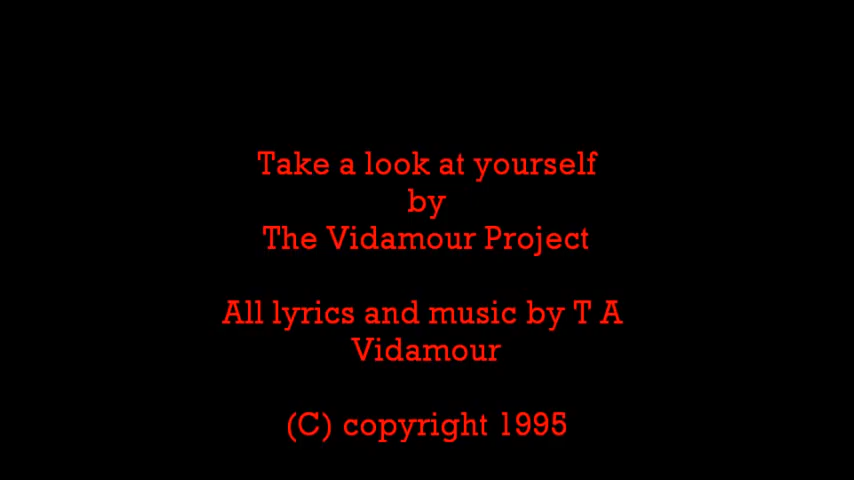 Take a look at yourself
by
The Vidamour Project
All lyrics and music by T A
Vidamour
(C) copyright 1995